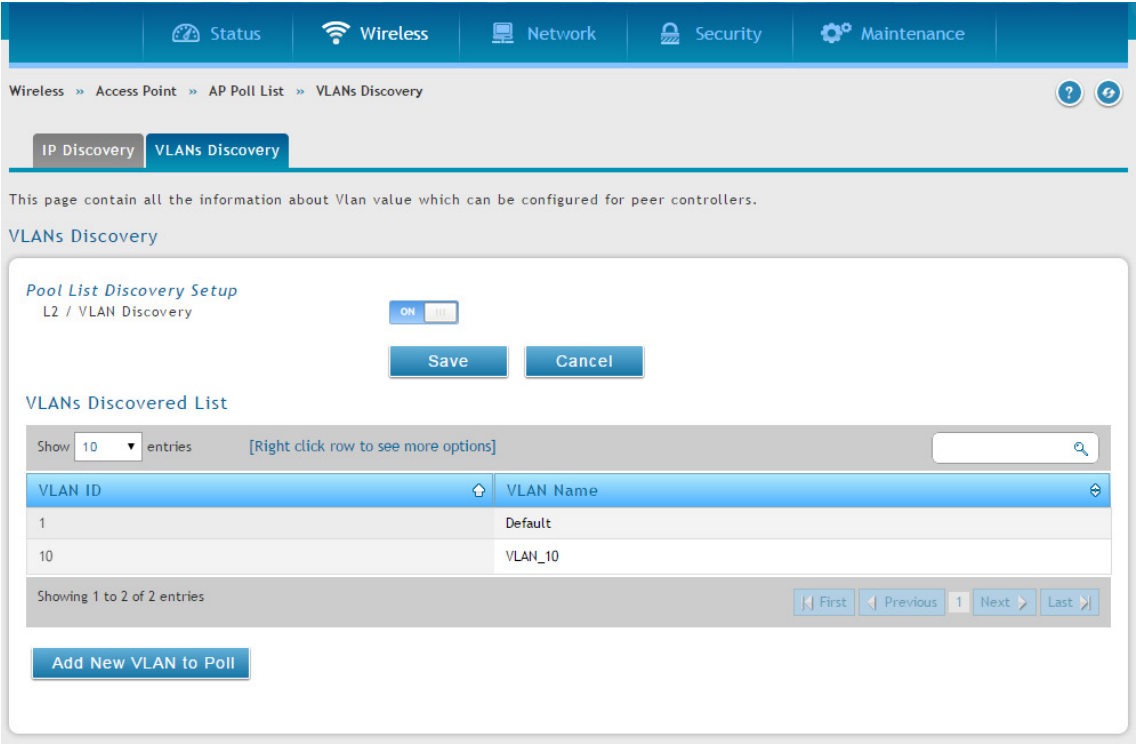 Status Wireless Network Security Maintenance
Wireless » Access Point » AP Poll List » VLANs Discovery
IP Discovery VLANs Discovery
This page contain all the information about Vlan value which can be configured for peer controllers.
VLANs Discovery
Pool List Discovery Setup
L2 / VLAN Discovery ON
Save Cancel
VLANs Discovered List
Show 10 entries [Right click row to see more options]
VLAN ID VLAN Name
1 Default
10 VLAN_10
Showing 1 to 2 of 2 entries First Previous 1 Next Last
Add New VLAN to Poll